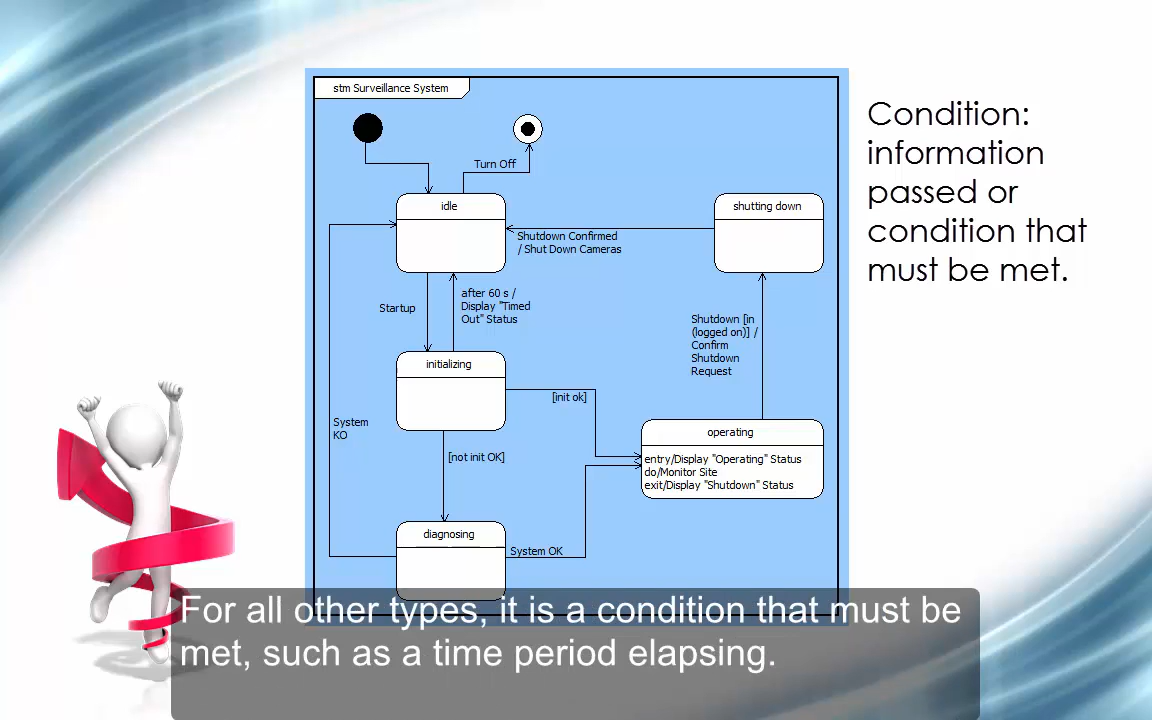 stm Surveillance System
Turn Off
idle
shutting down
Shutdown Confirmed
/ Shut Down Cameras
Startup
after 60 s /
Display "Timed
Out" Status
Shutdown [in
(logged on)] /
Confirm
Shutdown
Request
initializing
[init ok]
System
KO
[not init OK]
operating
entry/Display "Operating" Status
do/Monitor Site
exit/Display "Shutdown" Status
diagnosing
System OK
Condition:
information
passed or
condition that
must be met.
For all other types, it is a condition that must be
met, such as a time period elapsing.